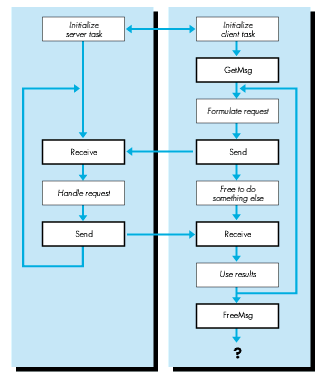 Initialize
server task
Receive
Handle request
Send
Initialize
client task
GetMsg
Formulate request
Send
Free to do
something else
Receive
Use results
FreeMsg
?